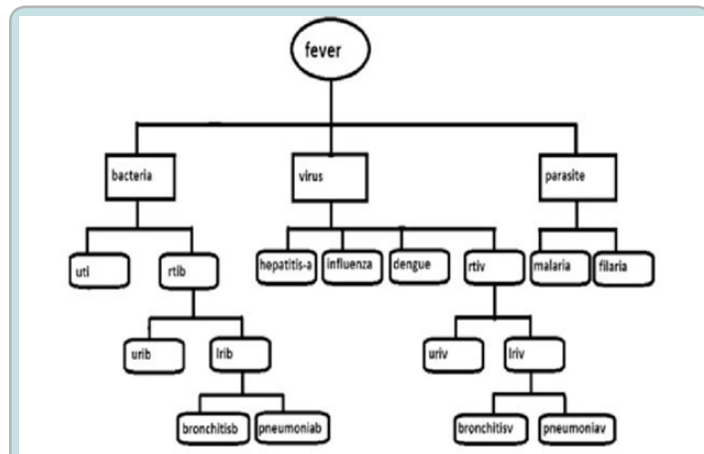 fever
bacteria virus parasite
uti rtib hepatitis-a influenza dengue rtiv malaria filaria
urib lrib uriv lriv
bronchitisb pneumoniab bronchitisv pneumoniav